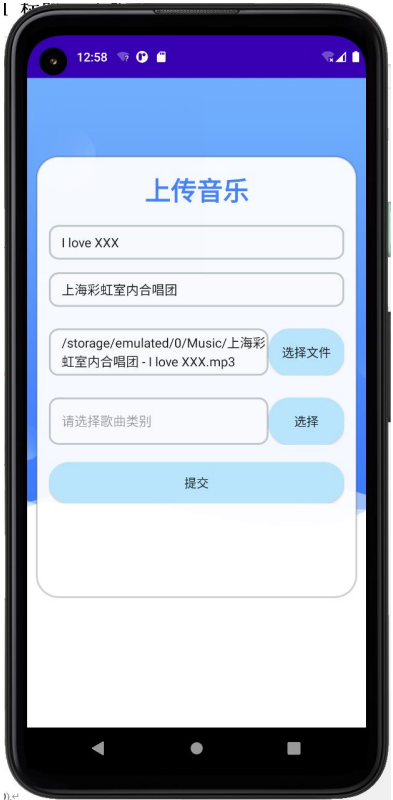 12:58
上传音乐
I love XXX
上海彩虹室内合唱团
/storage/emulated/0/Music/上海彩
虹室内合唱团 - I love XXX.mp3
选择文件
请选择歌曲类别
选择
提交